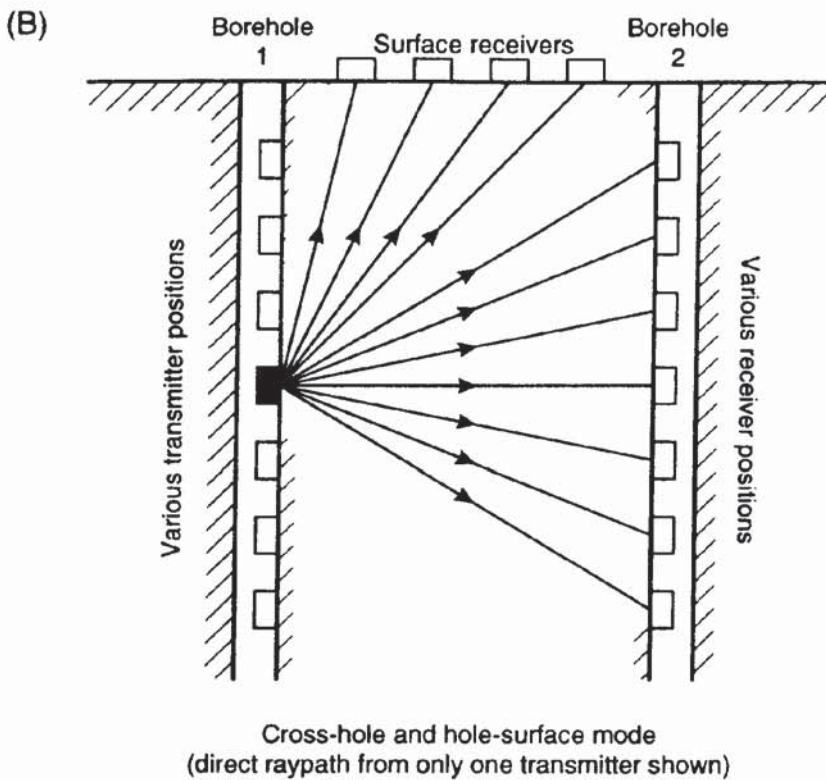 (B)
Borehole
1
Surface receivers
Borehole
2
Various transmitter positions
Various receiver positions
Cross-hole and hole-surface mode
(direct raypath from only one transmitter shown)